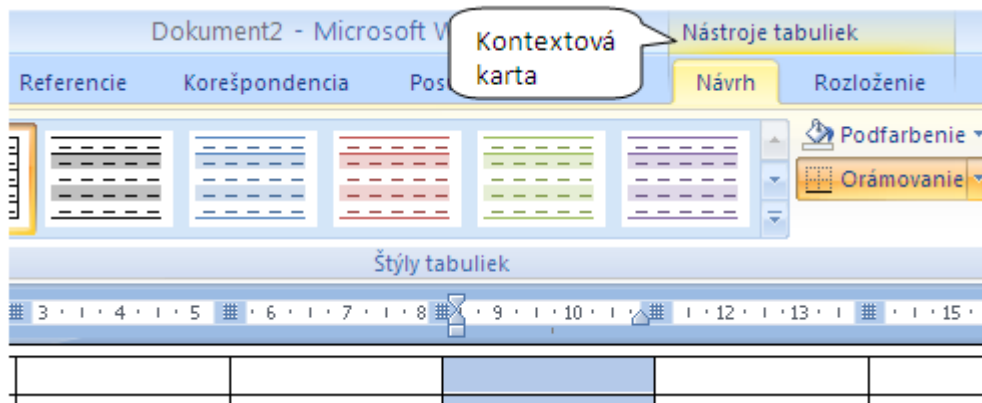 Dokument2 - Microsoft W
Kontextová
karta
Nástroje tabuliek
Referencie Korešpondencia Pos Návrh Rozloženie
Podfarbenie
Orámovanie
Štýly tabuliek
3 4 5 6 7 8 9 10 12 13 15